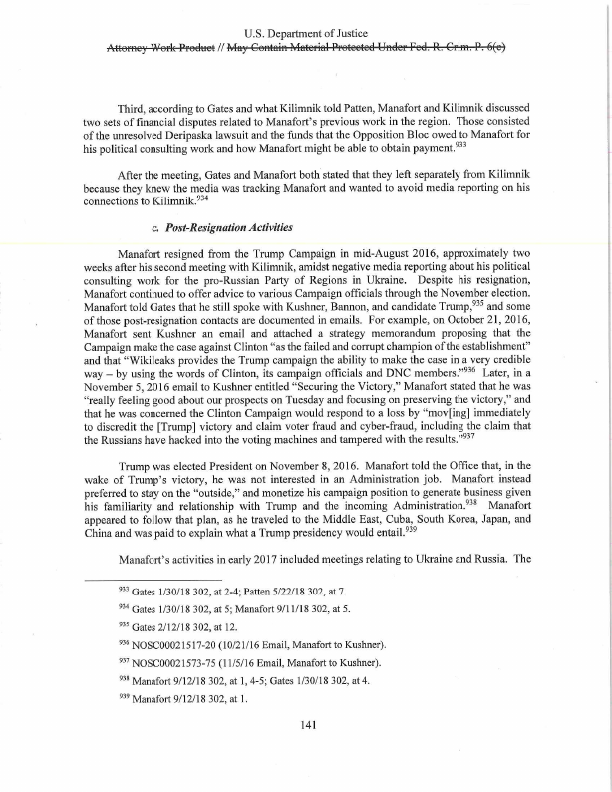 U.S. Department of Justice
Attorney Work Product // May Contain Material Protected Under Fed. R. Crim. P. 6(e)
Third, according to Gates and what Kilimnik told Patten, Manafort and Kilimnik discussed
two sets of financial disputes related to Manafort's previous work in the region. Those consisted
of the unresolved Deripaska lawsuit and the funds that the Opposition Bloc owed to Manafort for
his political consulting work and how Manafort might be able to obtain payment.933
After the meeting, Gates and Manafort both stated that they left separately from Kilimnik
because they knew the media was tracking Manafort and wanted to avoid media reporting on his
connections to Kilimnik.934
c. Post-Resignation Activities
Manafort resigned from the Trump Campaign in mid-August 2016, approximately two
weeks after his second meeting with Kilimnik, amidst negative media reporting about his political
consulting work for the pro-Russian Party of Regions in Ukraine. Despite his resignation,
Manafort continued to offer advice to various Campaign officials through the November election.
Manafort told Gates that he still spoke with Kushner, Bannon, and candidate Trump,935 and some
of those post-resignation contacts are documented in emails. For example, on October 21, 2016,
Manafort sent Kushner an email and attached a strategy memorandum proposing that the
Campaign make the case against Clinton "as the failed and corrupt champion of the establishment"
and that "Wikileaks provides the Trump campaign the ability to make the case in a very credible
way – by using the words of Clinton, its campaign officials and DNC members."936 Later, in a
November 5, 2016 email to Kushner entitled "Securing the Victory," Manafort stated that he was
"really feeling good about our prospects on Tuesday and focusing on preserving the victory," and
that he was concerned the Clinton Campaign would respond to a loss by "mov[ing] immediately
to discredit the [Trump] victory and claim voter fraud and cyber-fraud, including the claim that
the Russians have hacked into the voting machines and tampered with the results."937
Trump was elected President on November 8, 2016. Manafort told the Office that, in the
wake of Trump's victory, he was not interested in an Administration job. Manafort instead
preferred to stay on the "outside," and monetize his campaign position to generate business given
his familiarity and relationship with Trump and the incoming Administration.938 Manafort
appeared to follow that plan, as he traveled to the Middle East, Cuba, South Korea, Japan, and
China and was paid to explain what a Trump presidency would entail.939
Manafort's activities in early 2017 included meetings relating to Ukraine and Russia. The
933 Gates 1/30/18 302, at 2-4; Patten 5/22/18 302, at 7
934 Gates 1/30/18 302, at 5; Manafort 9/11/18 302, at 5.
935 Gates 2/12/18 302, at 12.
936 NOSC00021517-20 (10/21/16 Email, Manafort to Kushner).
937 NOSC00021573-75 (11/5/16 Email, Manafort to Kushner).
938 Manafort 9/12/18 302, at 1, 4-5; Gates 1/30/18 302, at 4.
939 Manafort 9/12/18 302, at 1.
141